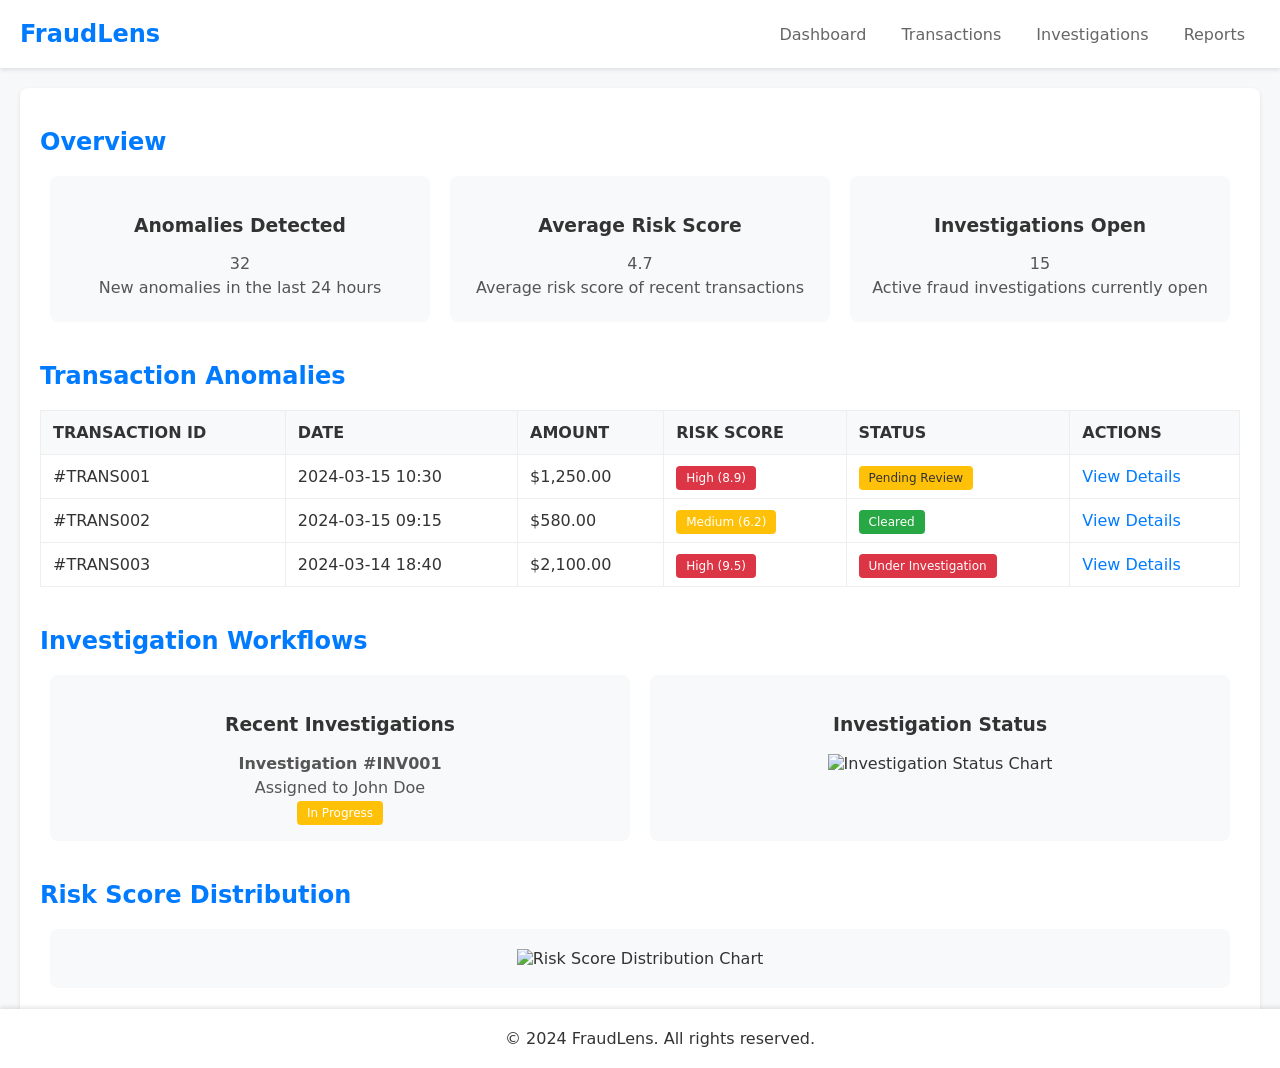 FraudLens
Dashboard Transactions Investigations Reports
Overview
Anomalies Detected
32
New anomalies in the last 24 hours
Average Risk Score
4.7
Average risk score of recent transactions
Investigations Open
15
Active fraud investigations currently open
Transaction Anomalies
TRANSACTION ID DATE AMOUNT RISK SCORE STATUS ACTIONS
#TRANS001 2024-03-15 10:30 $1,250.00 High (8.9) Pending Review View Details
#TRANS002 2024-03-15 09:15 $580.00 Medium (6.2) Cleared View Details
#TRANS003 2024-03-14 18:40 $2,100.00 High (9.5) Under Investigation View Details
Investigation Workflows
Recent Investigations
Investigation #INV001
Assigned to John Doe
In Progress
Investigation Status
Investigation Status Chart
Risk Score Distribution
Risk Score Distribution Chart
© 2024 FraudLens. All rights reserved.